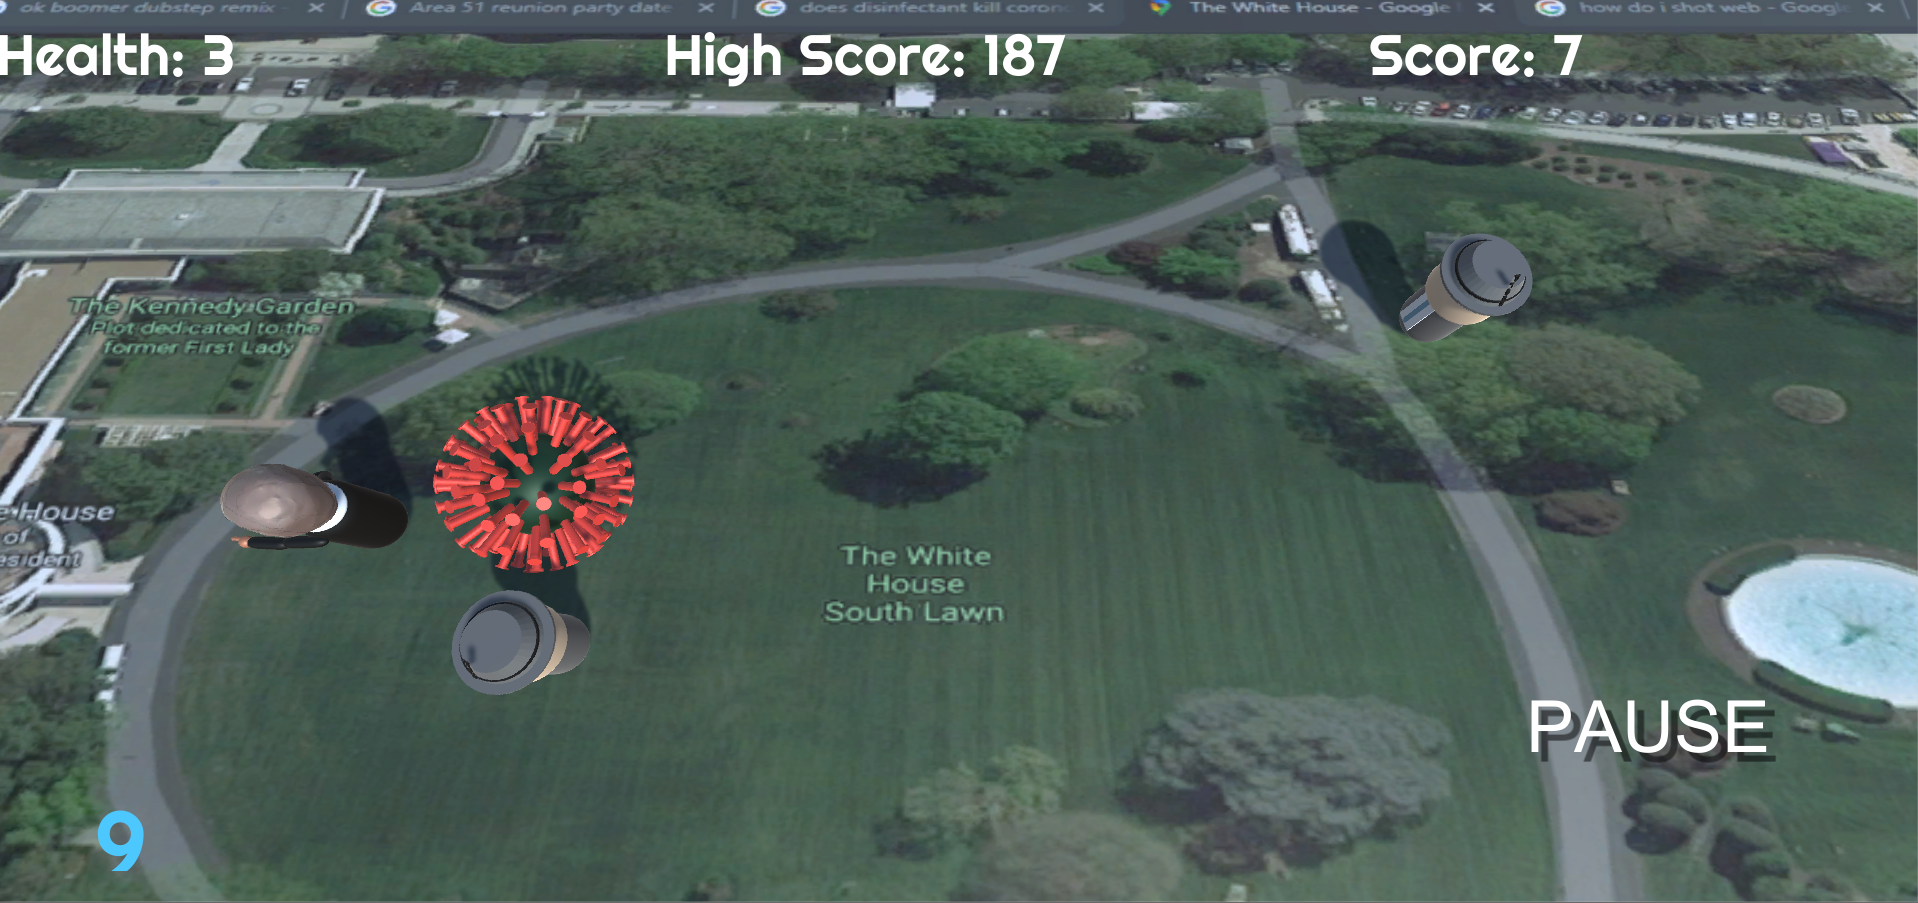 ok boomer dubstep remix
Area 51 reunion party date
does disinfectant kill coron
The White House - Google
how do i shot web - Google
Health: 3
High Score: 187
Score: 7
The Kennedy Garden
Plot dedicated to the
former First Lady
House
of
The White
House
South Lawn
PAUSE
9